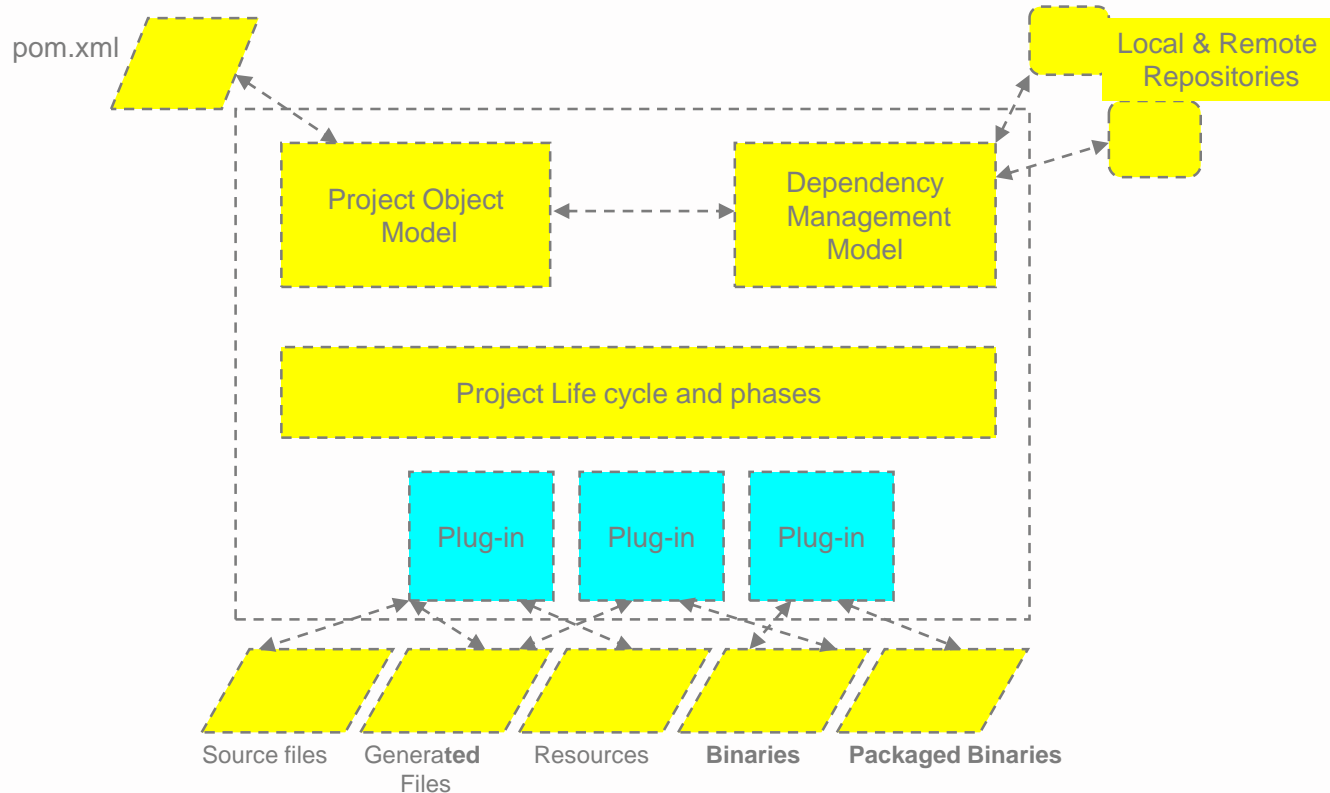 pom.xml
Local & Remote
Repositories
Project Object
Model
Dependency
Management
Model
Project Life cycle and phases
Plug-in
Plug-in
Plug-in
Source files
Generated
Files
Resources
Binaries
Packaged Binaries